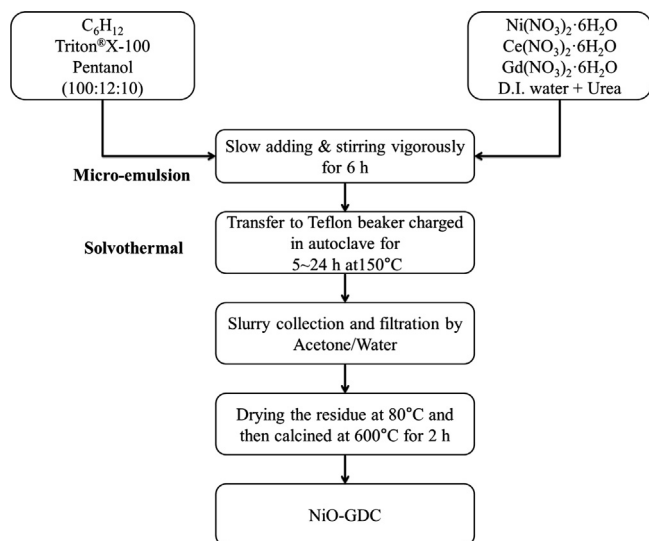 C₆H₁₂
Triton®X-100
Pentanol
(100:12:10)
Ni(NO₃)₂·6H₂O
Ce(NO₃)₂·6H₂O
Gd(NO₃)₂·6H₂O
D.I. water + Urea
Slow adding & stirring vigorously
for 6 h
Micro-emulsion
Transfer to Teflon beaker charged
in autoclave for
5~24 h at150°C
Solvothermal
Slurry collection and filtration by
Acetone/Water
Drying the residue at 80°C and
then calcined at 600°C for 2 h
NiO-GDC